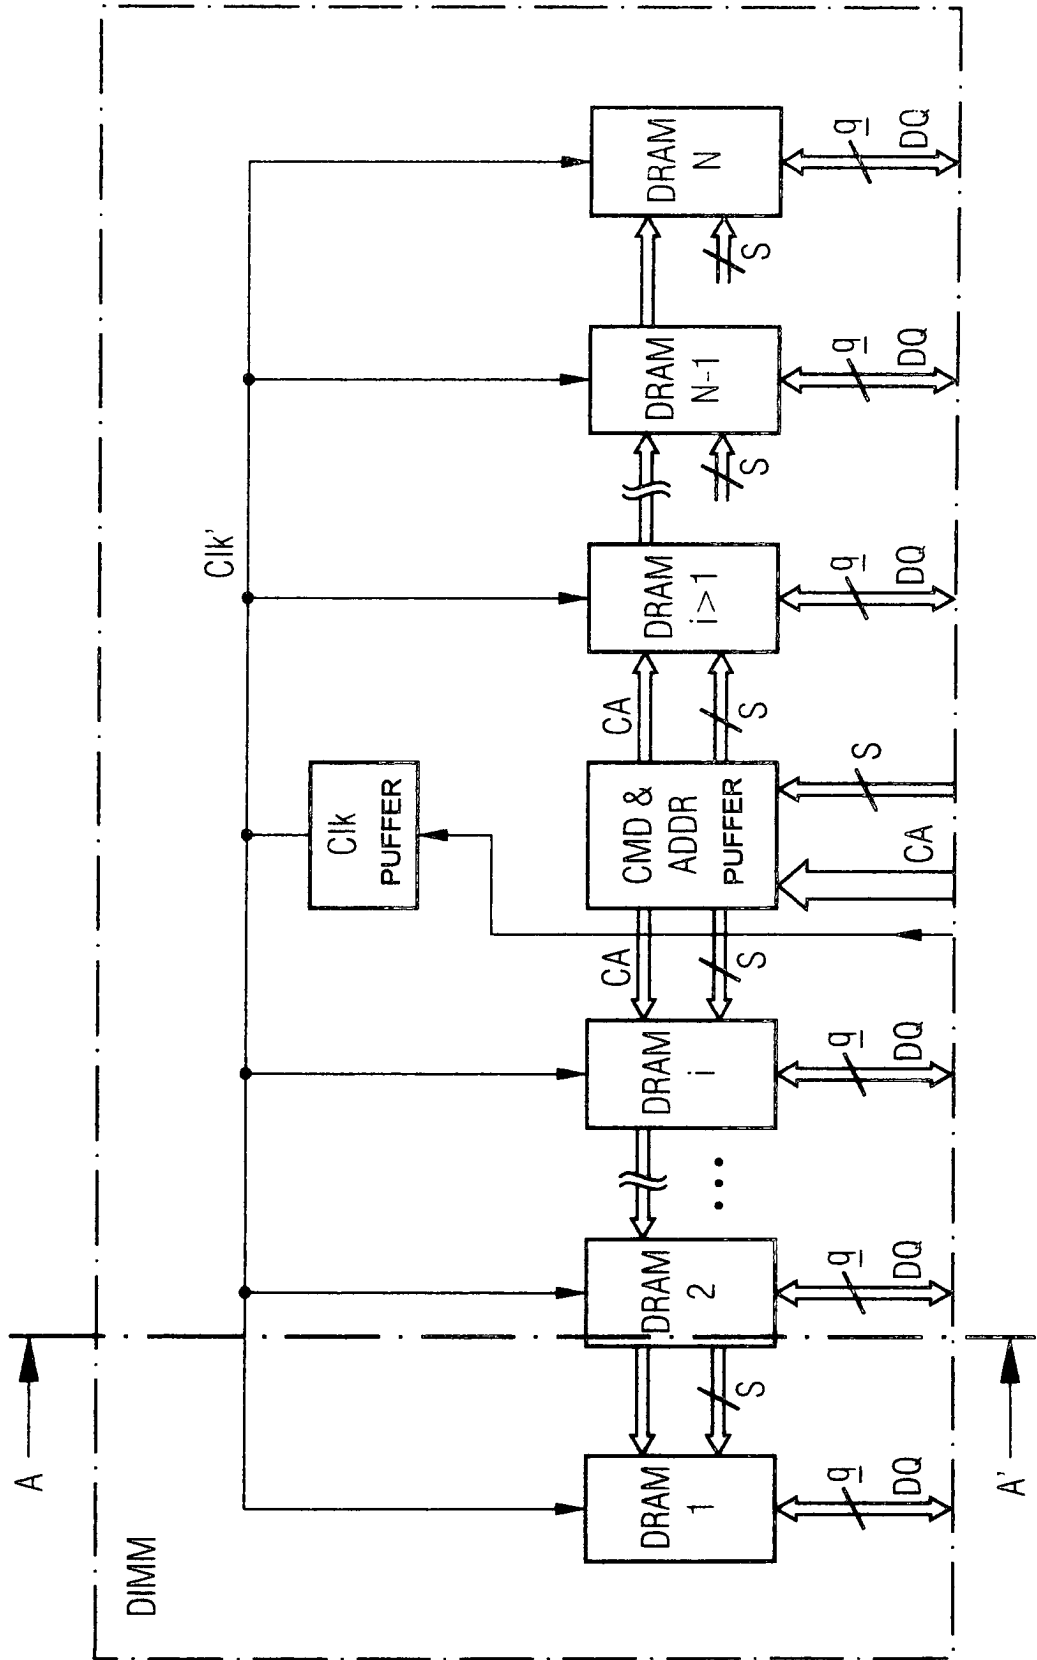 A
DIMM
Clk'
Clk
PUFFER
CA
CA
DRAM
1
DRAM
2
DRAM
i
CMD &
ADDR
PUFFER
DRAM
i>1
DRAM
N-1
DRAM
N
S
...
S
S
S
S
q
q
q
S
q
q
q
DQ
DQ
DQ
CA
DQ
DQ
DQ
A'